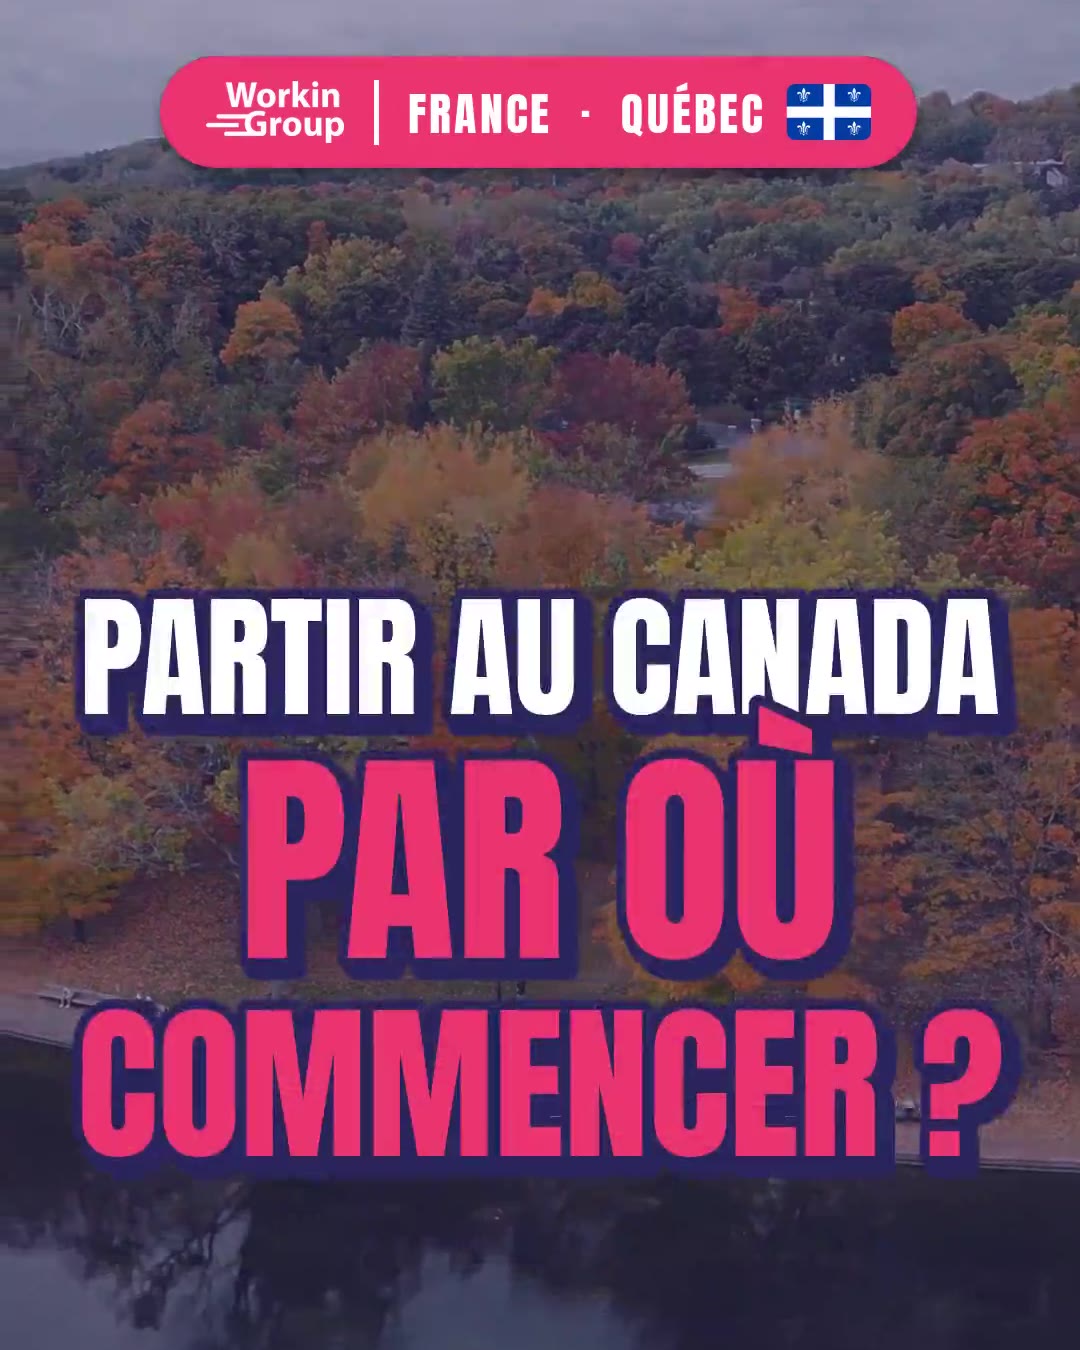 Workin
Group
FRANCE · QUÉBEC
PARTIR AU CANADA
PAR OÙ
COMMENCER ?